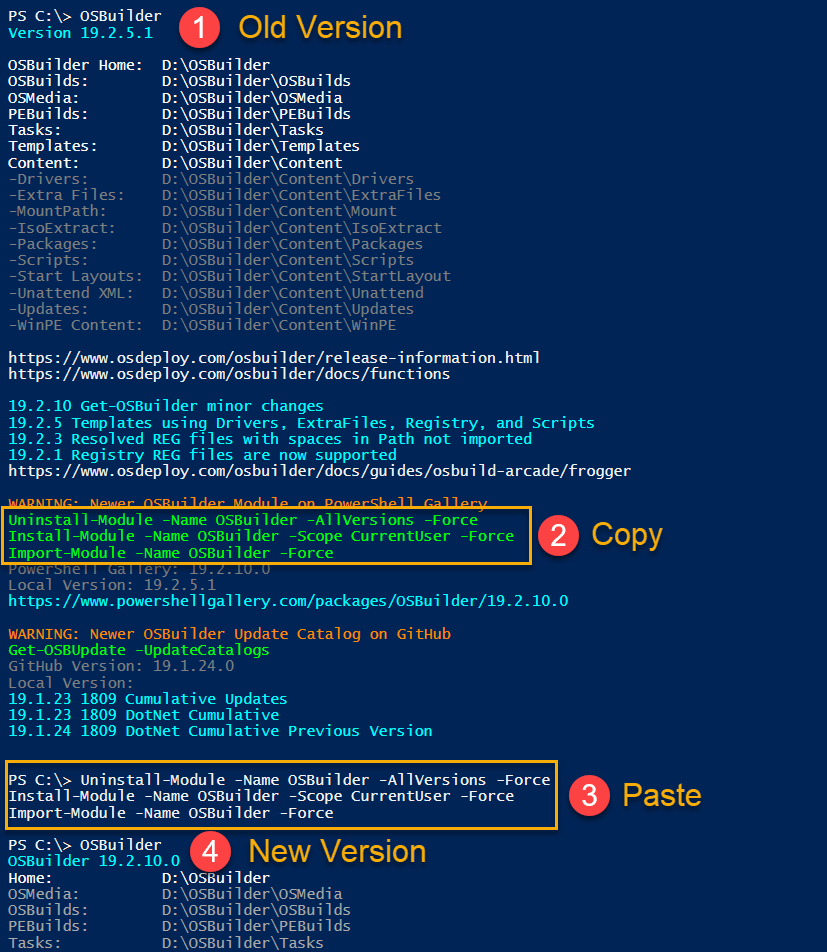 PS C:\> OSBuilder
Version 19.2.5.1
1 Old Version
OSBuilder Home:  D:\OSBuilder
OSBuilds:        D:\OSBuilder\OSBuilds
OSMedia:         D:\OSBuilder\OSMedia
PEBuilds:        D:\OSBuilder\PEBuilds
Tasks:           D:\OSBuilder\Tasks
Templates:       D:\OSBuilder\Templates
Content:         D:\OSBuilder\Content
-Drivers:        D:\OSBuilder\Content\Drivers
-Extra Files:    D:\OSBuilder\Content\ExtraFiles
-MountPath:      D:\OSBuilder\Content\Mount
-IsoExtract:     D:\OSBuilder\Content\IsoExtract
-Packages:       D:\OSBuilder\Content\Packages
-Scripts:        D:\OSBuilder\Content\Scripts
-Start Layouts:  D:\OSBuilder\Content\StartLayout
-Unattend XML:   D:\OSBuilder\Content\Unattend
-Updates:        D:\OSBuilder\Content\Updates
-WinPE Content:  D:\OSBuilder\Content\WinPE
https://www.osdeploy.com/osbuilder/release-information.html
https://www.osdeploy.com/osbuilder/docs/functions
19.2.10 Get-OSBuilder minor changes
19.2.5 Templates using Drivers, ExtraFiles, Registry, and Scripts
19.2.3 Resolved REG files with spaces in Path not imported
19.2.1 Registry REG files are now supported
https://www.osdeploy.com/osbuilder/docs/guides/osbuild-arcade/frogger
WARNING: Newer OSBuilder Module on PowerShell Gallery
Uninstall-Module -Name OSBuilder -AllVersions -Force
Install-Module -Name OSBuilder -Scope CurrentUser -Force
Import-Module -Name OSBuilder -Force
2 Copy
PowerShell Gallery: 19.2.10.0
Local Version: 19.2.5.1
https://www.powershellgallery.com/packages/OSBuilder/19.2.10.0
WARNING: Newer OSBuilder Update Catalog on GitHub
Get-OSBUpdate -UpdateCatalogs
GitHub Version: 19.1.24.0
Local Version:
19.1.23 1809 Cumulative Updates
19.1.23 1809 DotNet Cumulative
19.1.24 1809 DotNet Cumulative Previous Version
PS C:\> Uninstall-Module -Name OSBuilder -AllVersions -Force
Install-Module -Name OSBuilder -Scope CurrentUser -Force
Import-Module -Name OSBuilder -Force
3 Paste
PS C:\> OSBuilder
OSBuilder 19.2.10.0
4 New Version
Home:            D:\OSBuilder
OSMedia:         D:\OSBuilder\OSMedia
OSBuilds:        D:\OSBuilder\OSBuilds
PEBuilds:        D:\OSBuilder\PEBuilds
Tasks:           D:\OSBuilder\Tasks